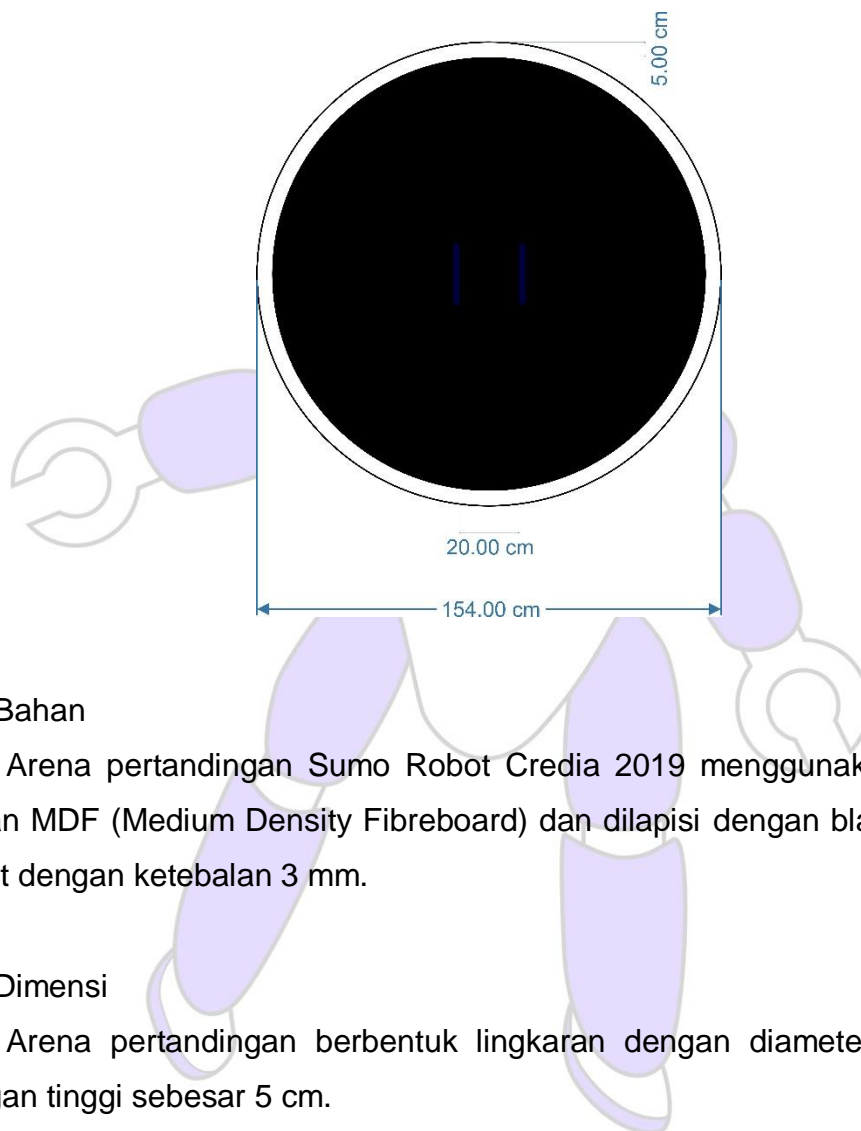 5.00 cm
20.00 cm
154.00 cm
Bahan
Arena pertandingan Sumo Robot Credia 2019 menggunak
an MDF (Medium Density Fibreboard) dan dilapisi dengan bla
t dengan ketebalan 3 mm.
Dimensi
Arena pertandingan berbentuk lingkaran dengan diamete
gan tinggi sebesar 5 cm.